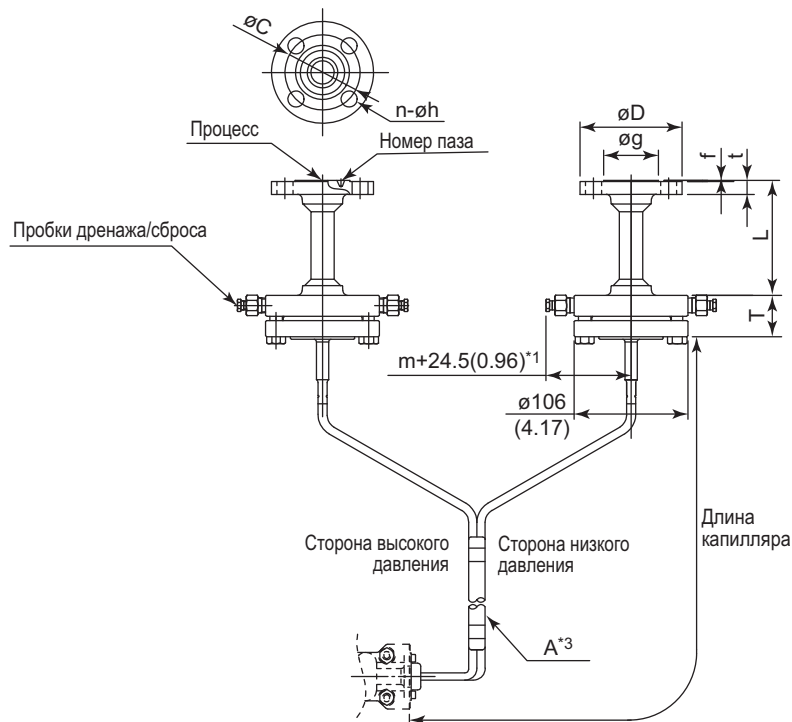 øC
n-øh
Процесс
Номер паза
øD
øg
f
t
Пробки дренажа/сброса
L
T
m+24.5(0.96)*1
ø106
(4.17)
Длина
капилляра
Сторона высокого
давления
Сторона низкого
давления
A*3